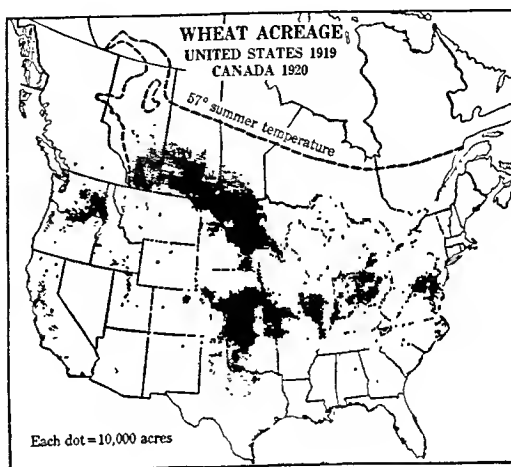 WHEAT ACREAGE
UNITED STATES 1919
CANADA 1920
57° summer temperature
Each dot = 10,000 acres